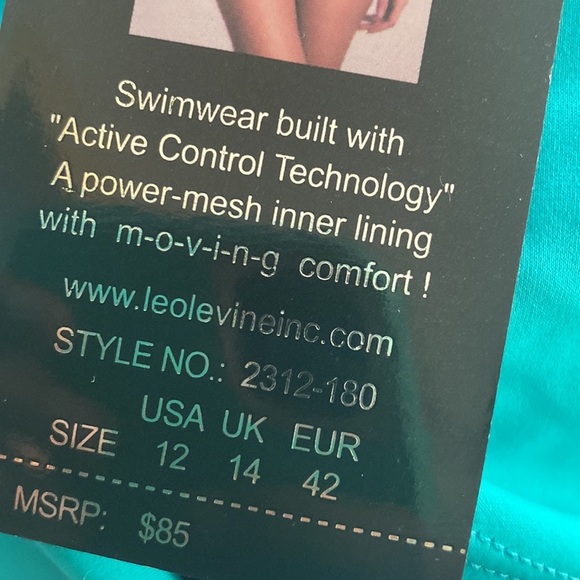 Swimwear built with
"Active Control Technology"
A power-mesh inner lining
with m-o-v-i-n-g comfort !
www.leolevineinc.com
STYLE NO.: 2312-180
USA UK EUR
SIZE 12 14 42
MSRP: $85